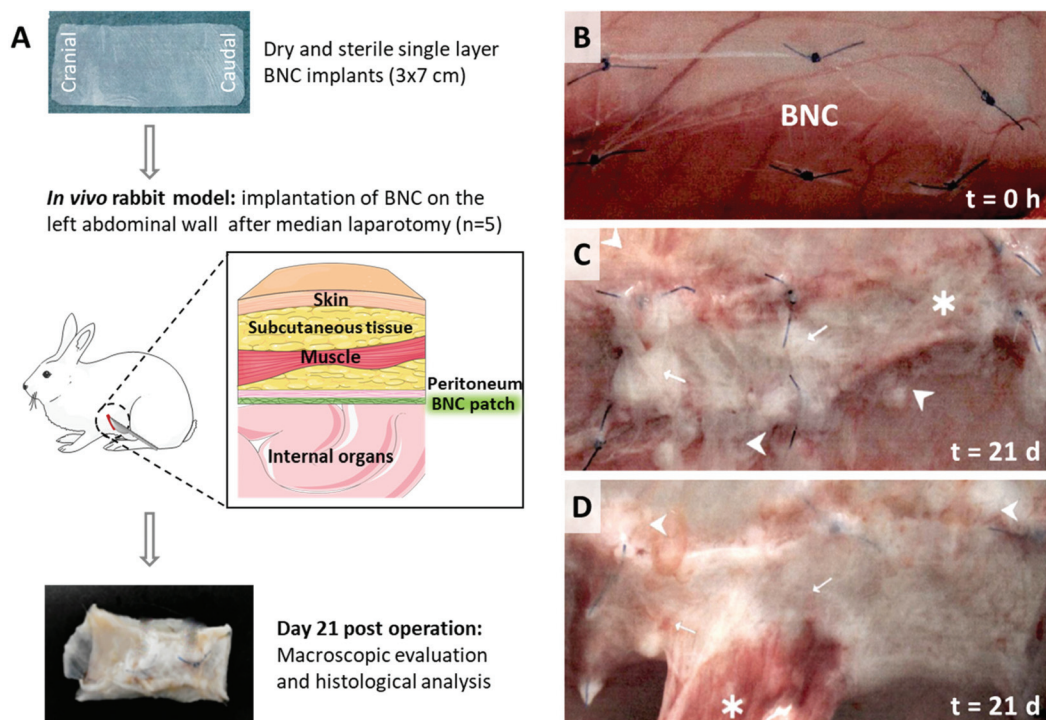 A
Cranial
Caudal
Dry and sterile single layer
BNC implants (3x7 cm)
In vivo rabbit model: implantation of BNC on the
left abdominal wall after median laparotomy (n=5)
Skin
Subcutaneous tissue
Muscle
Peritoneum
BNC patch
Internal organs
Day 21 post operation:
Macroscopic evaluation
and histological analysis
B
BNC
t = 0 h
C
*
t = 21 d
D
*
t = 21 d